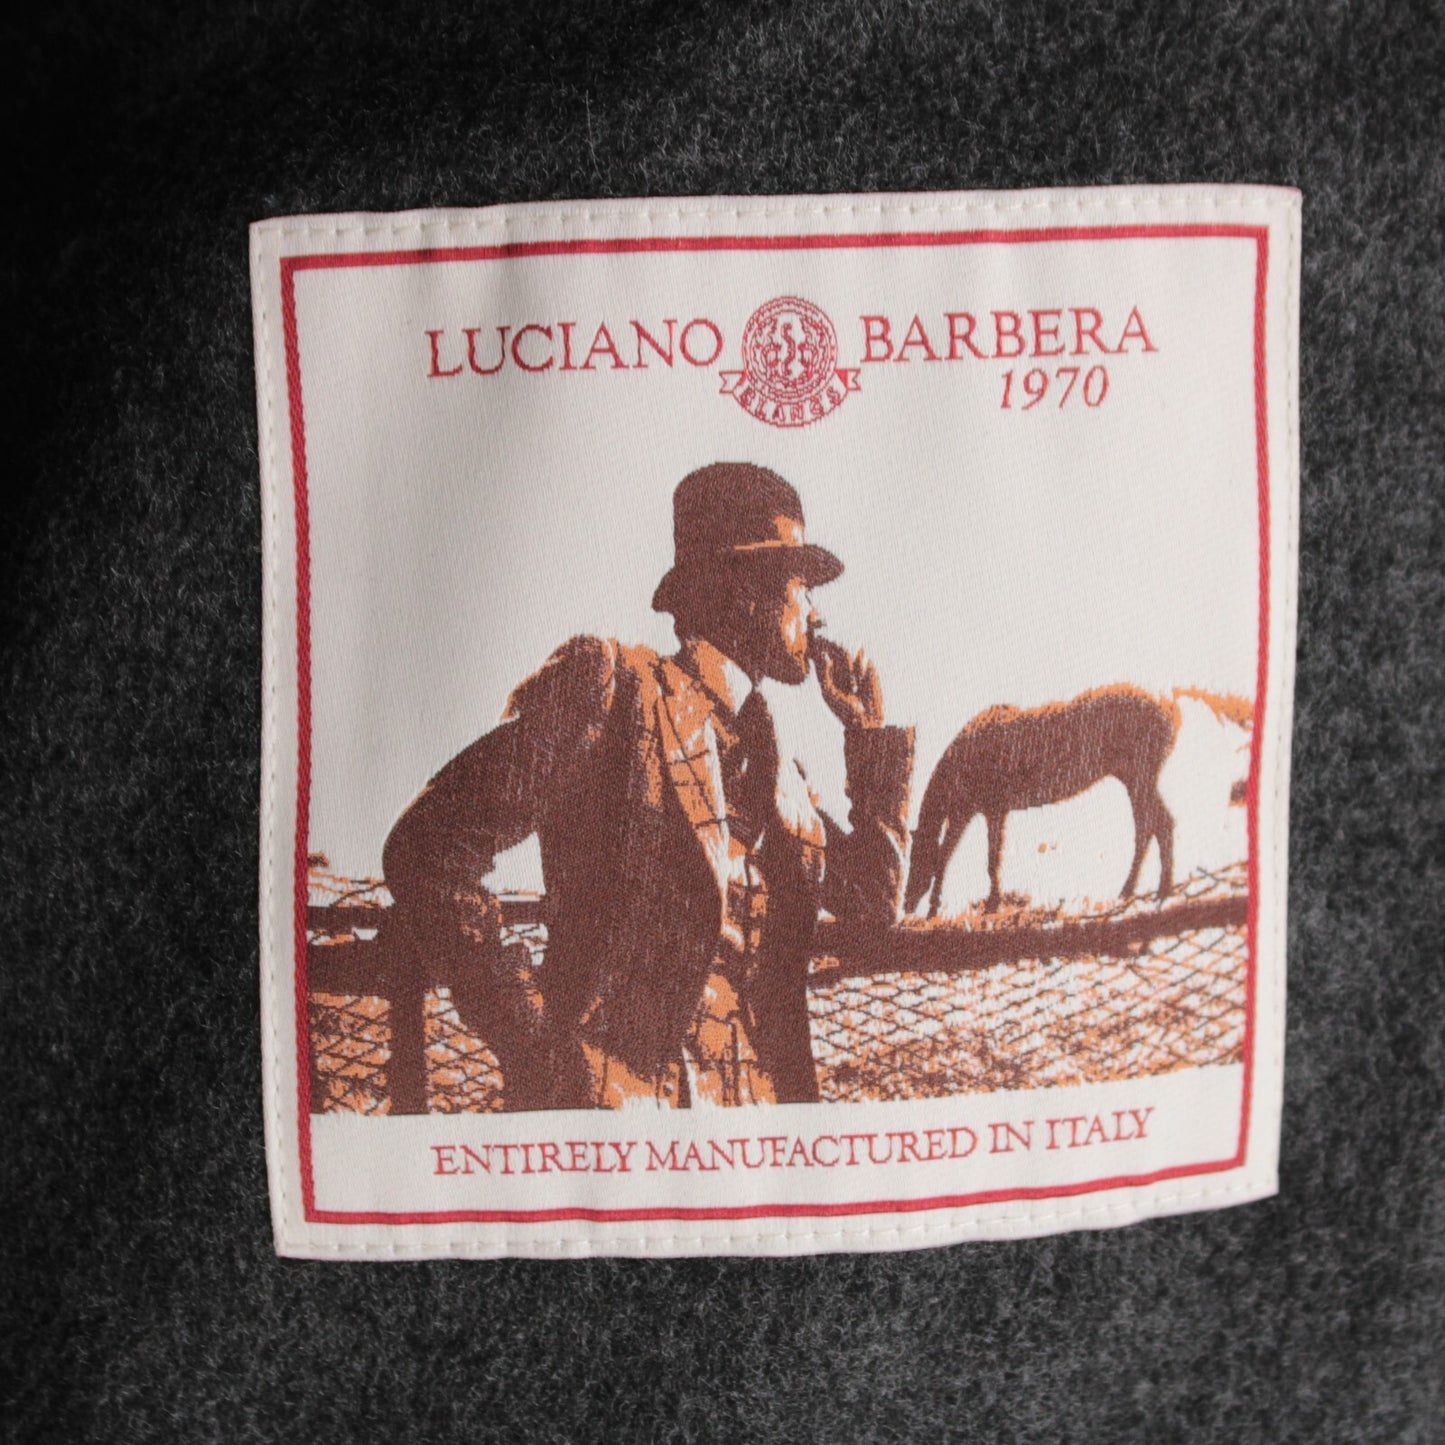 LUCIANO BARBERA
1970
ENTIRELY MANUFACTURED IN ITALY